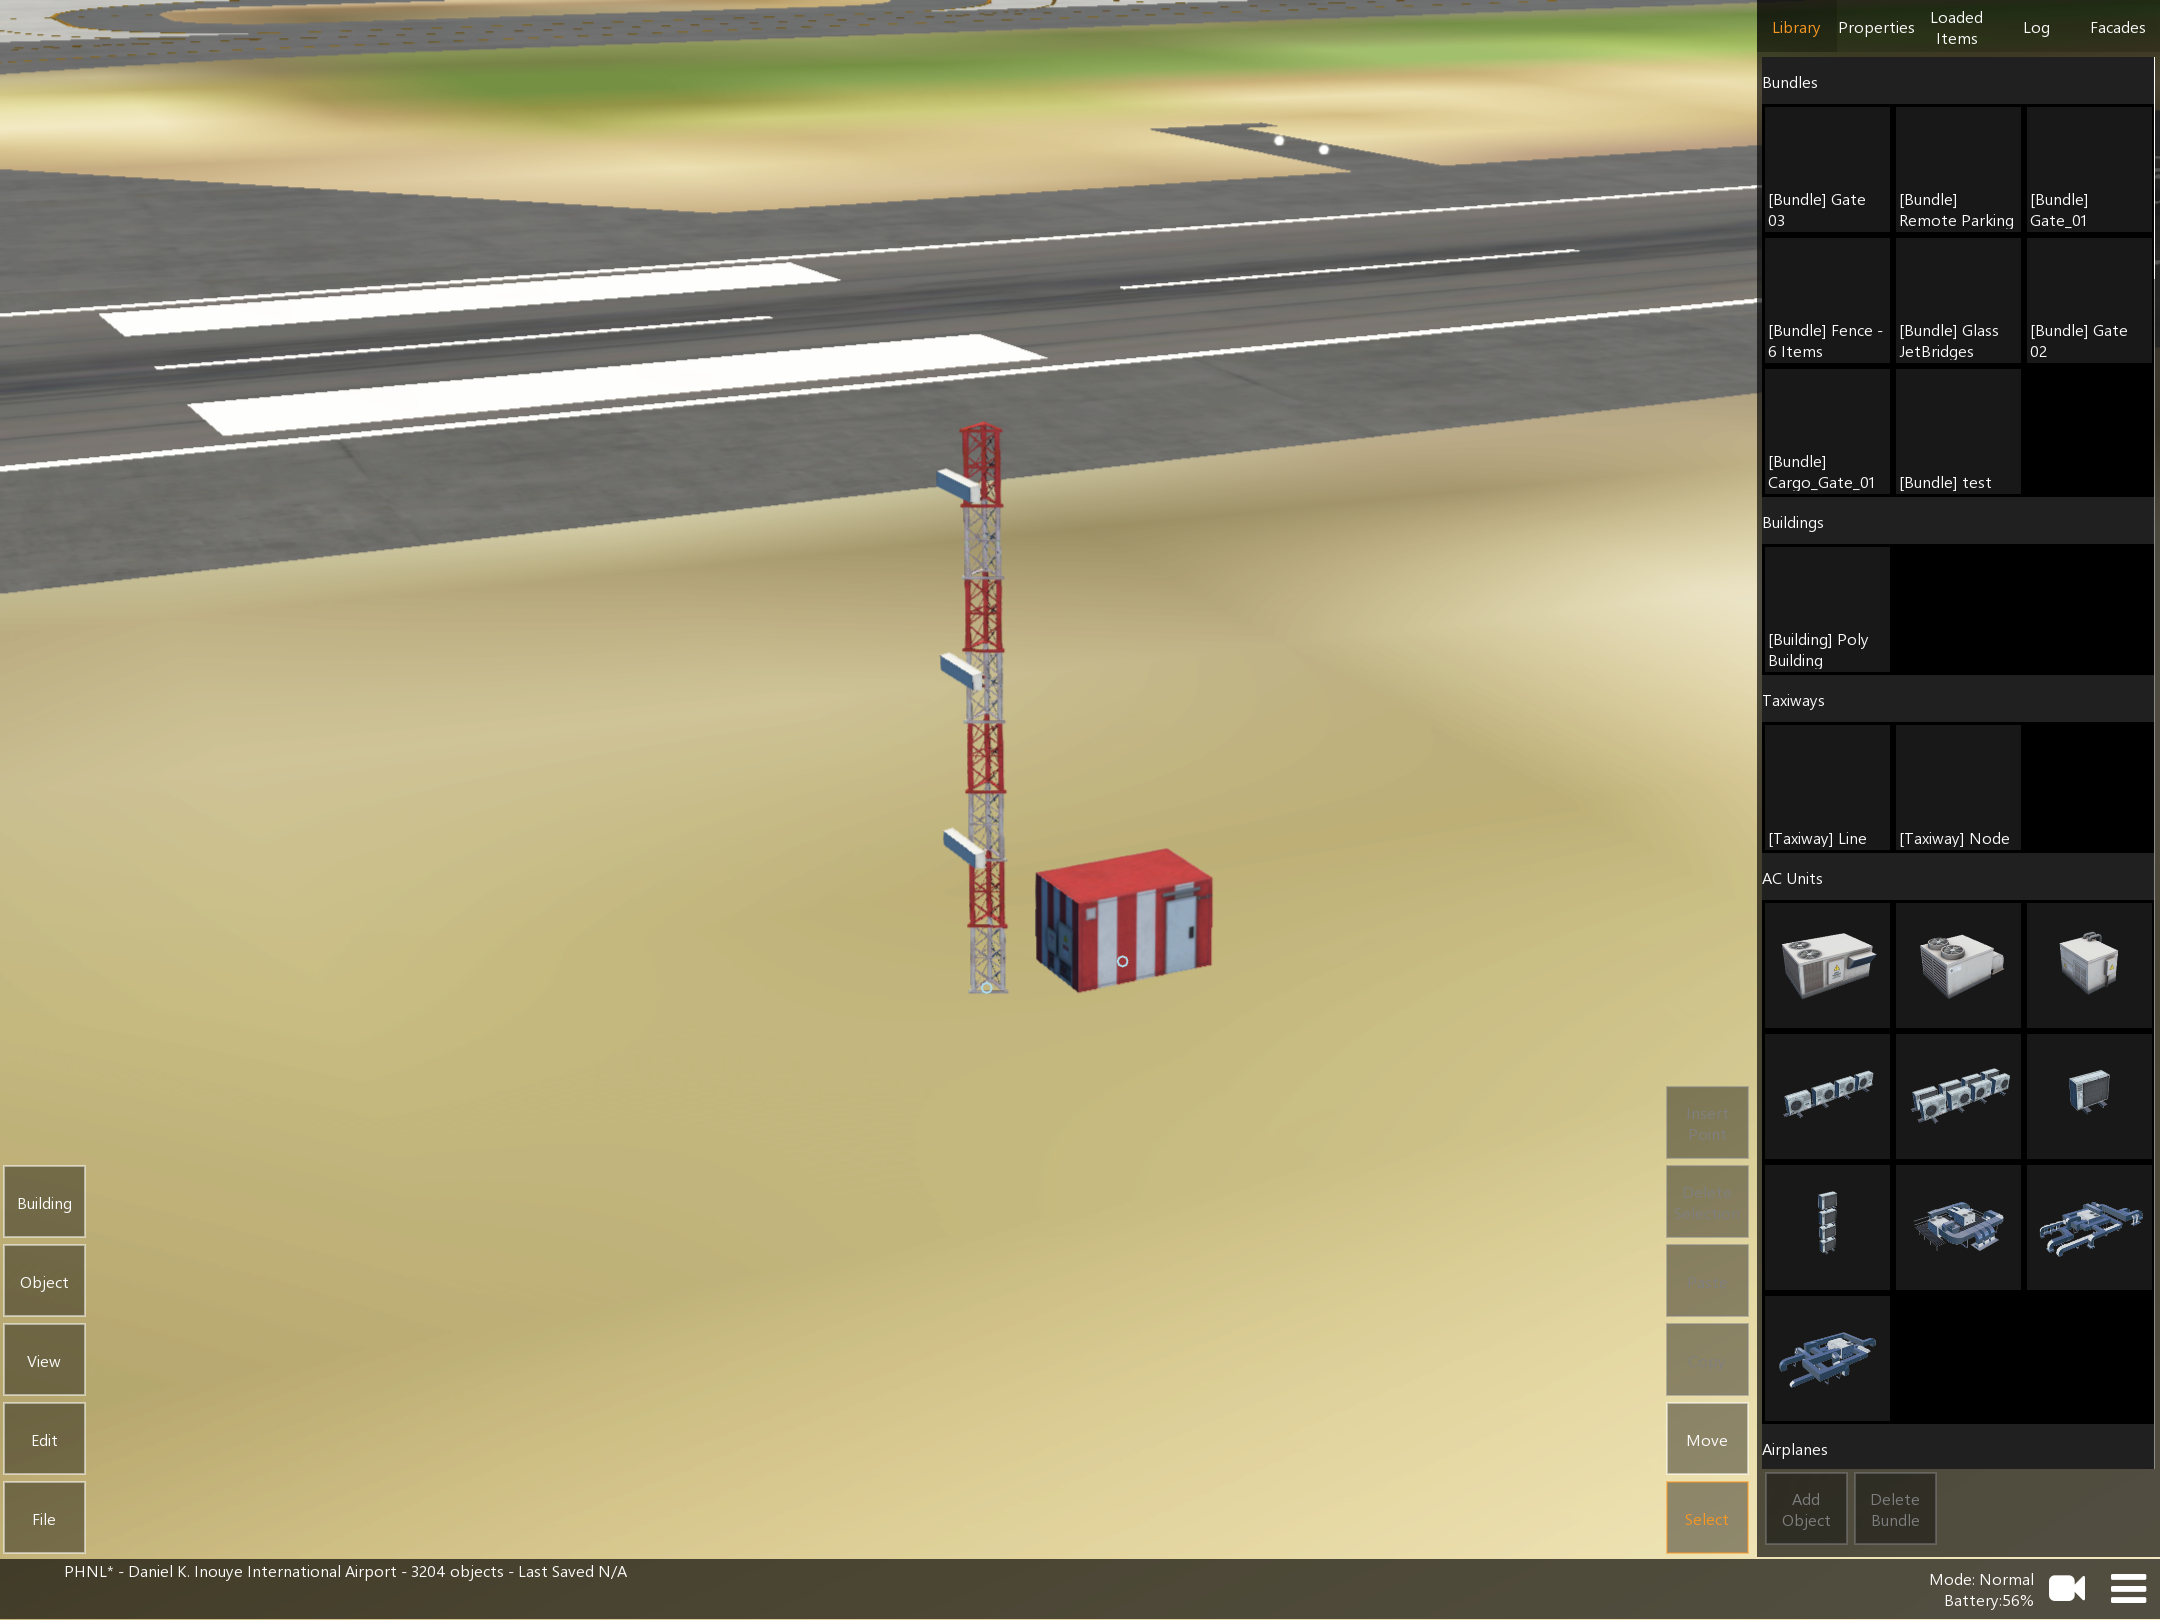 Library
Properties
Loaded
Items
Log
Facades
Bundles
[Bundle] Gate
03
[Bundle]
Remote Parking
[Bundle]
Gate_01
[Bundle] Fence -
6 Items
[Bundle] Glass
JetBridges
[Bundle] Gate
02
[Bundle]
Cargo_Gate_01
[Bundle] test
Buildings
[Building] Poly
Building
Taxiways
[Taxiway] Line
[Taxiway] Node
AC Units
Airplanes
Add
Object
Delete
Bundle
Insert
Point
Move
Select
Building
Object
View
Edit
File
PHNL* - Daniel K. Inouye International Airport - 3204 objects - Last Saved N/A
Mode: Normal
Battery:56%